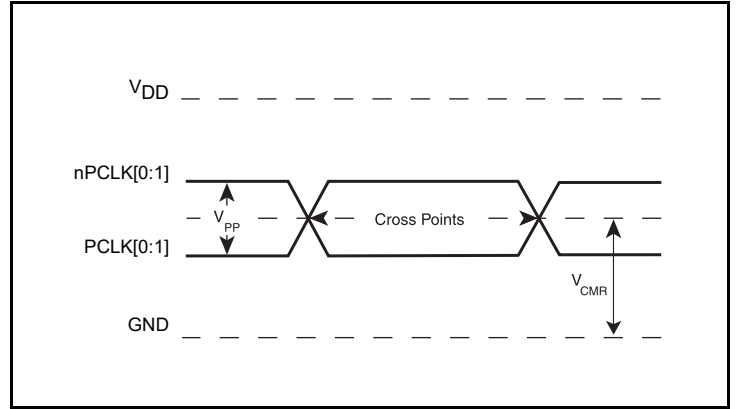 VDD
nPCLK[0:1]
VPP
Cross Points
PCLK[0:1]
VCMR
GND